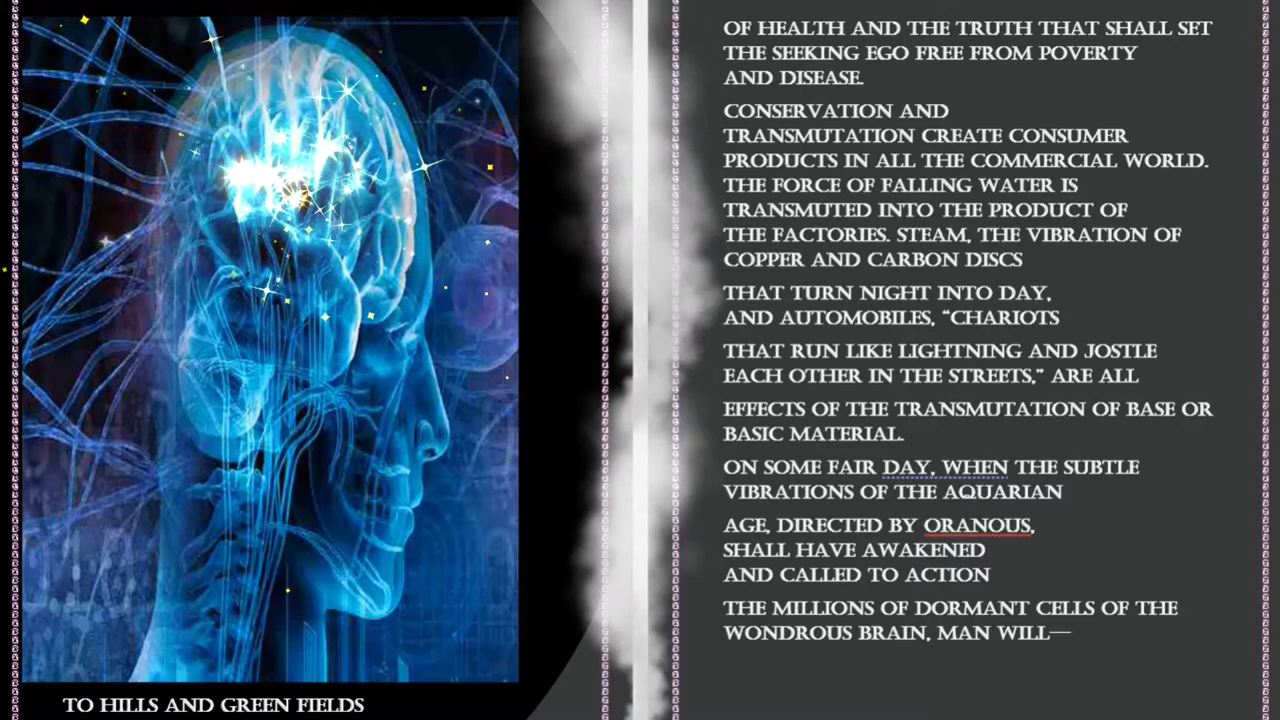 OF HEALTH AND THE TRUTH THAT SHALL SET
THE SEEKING EGO FREE FROM POVERTY
AND DISEASE.
CONSERVATION AND
TRANSMUTATION CREATE CONSUMER
PRODUCTS IN ALL THE COMMERCIAL WORLD.
THE FORCE OF FALLING WATER IS
TRANSMUTED INTO THE PRODUCT OF
THE FACTORIES. STEAM, THE VIBRATION OF
COPPER AND CARBON DISCS
THAT TURN NIGHT INTO DAY,
AND AUTOMOBILES, “CHARIOTS
THAT RUN LIKE LIGHTNING AND JOSTLE
EACH OTHER IN THE STREETS,” ARE ALL
EFFECTS OF THE TRANSMUTATION OF BASE OR
BASIC MATERIAL.
ON SOME FAIR DAY, WHEN THE SUBTLE
VIBRATIONS OF THE AQUARIAN
AGE, DIRECTED BY ORANOUS,
SHALL HAVE AWAKENED
AND CALLED TO ACTION
THE MILLIONS OF DORMANT CELLS OF THE
WONDROUS BRAIN, MAN WILL—
TO HILLS AND GREEN FIELDS